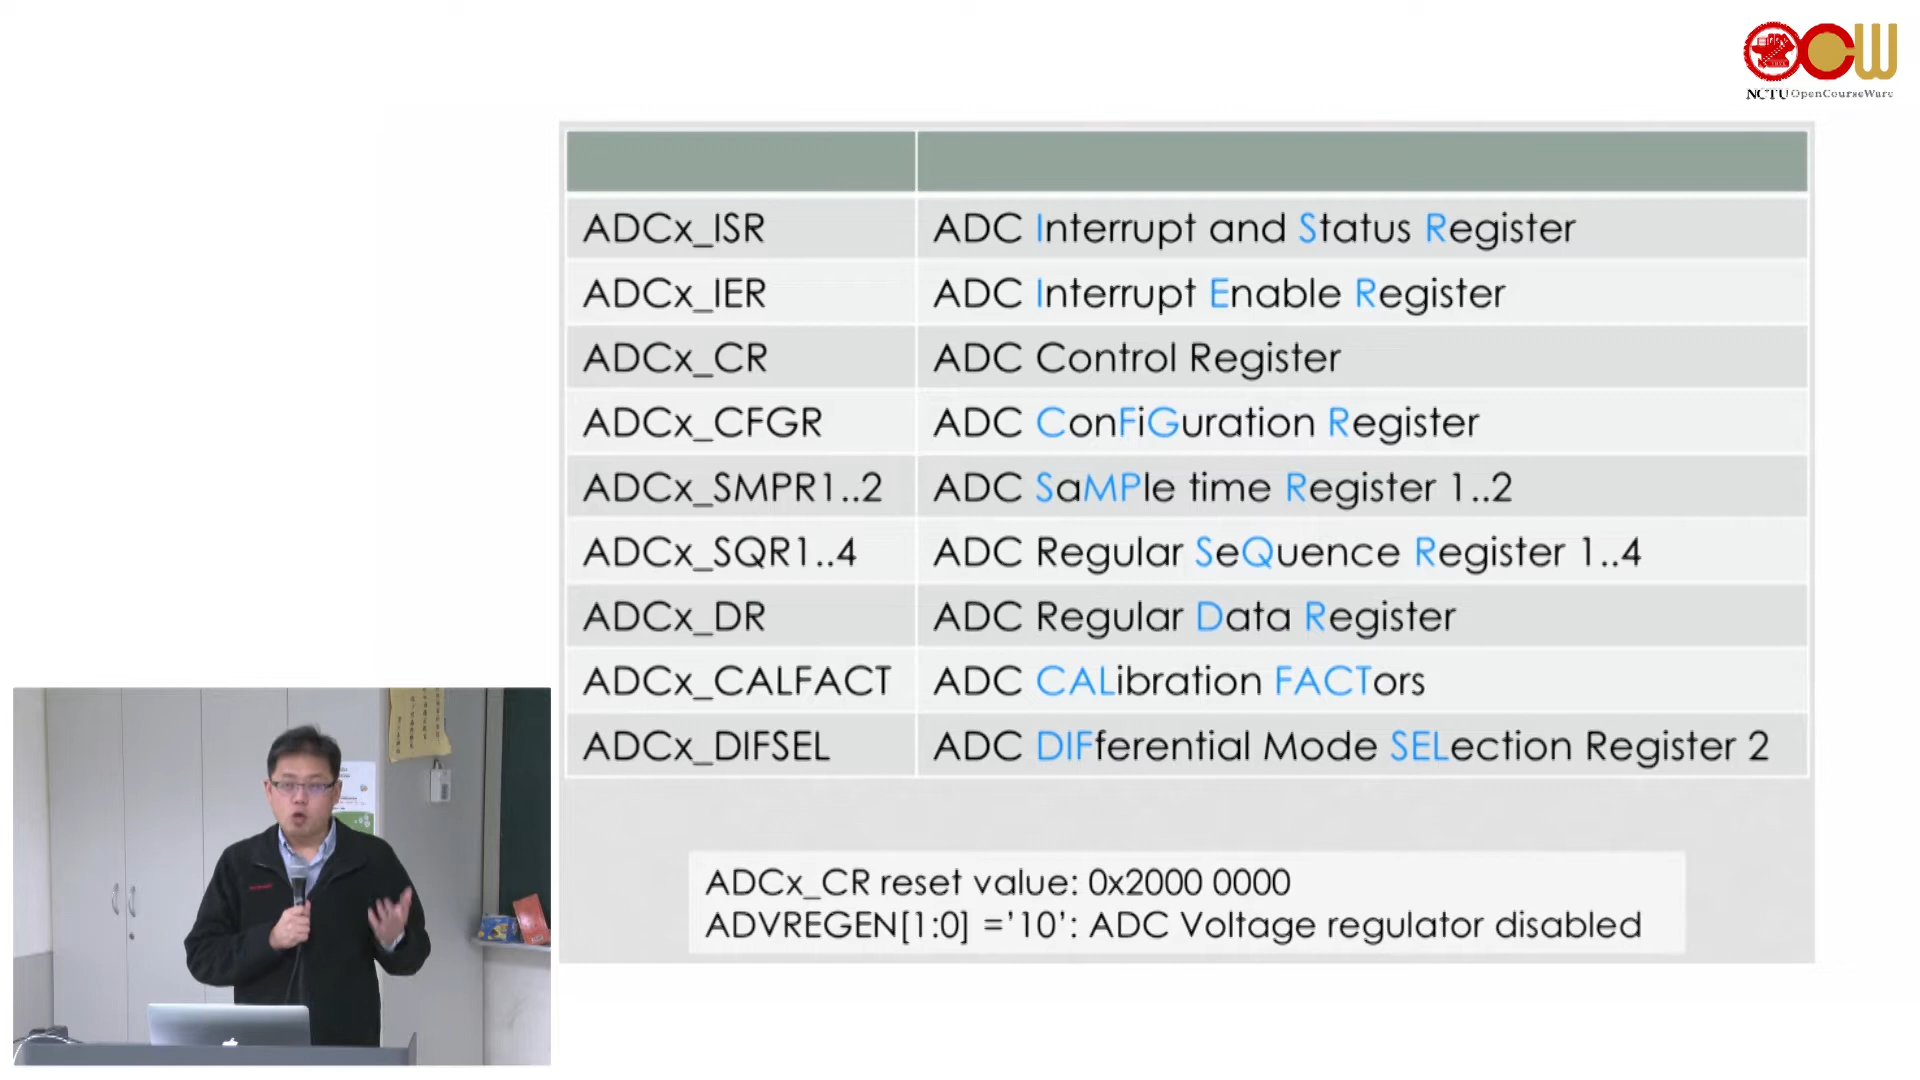 NCTU OpenCourseWare
ADCx_ISR ADC Interrupt and Status Register
ADCx_IER ADC Interrupt Enable Register
ADCx_CR ADC Control Register
ADCx_CFGR ADC ConFiGuration Register
ADCx_SMPR1..2 ADC SaMPle time Register 1..2
ADCx_SQR1..4 ADC Regular SeQuence Register 1..4
ADCx_DR ADC Regular Data Register
ADCx_CALFACT ADC CALibration FACTors
ADCx_DIFSEL ADC DIFferential Mode SELection Register 2
ADCx_CR reset value: 0x2000 0000
ADVREGEN[1:0] ='10': ADC Voltage regulator disabled